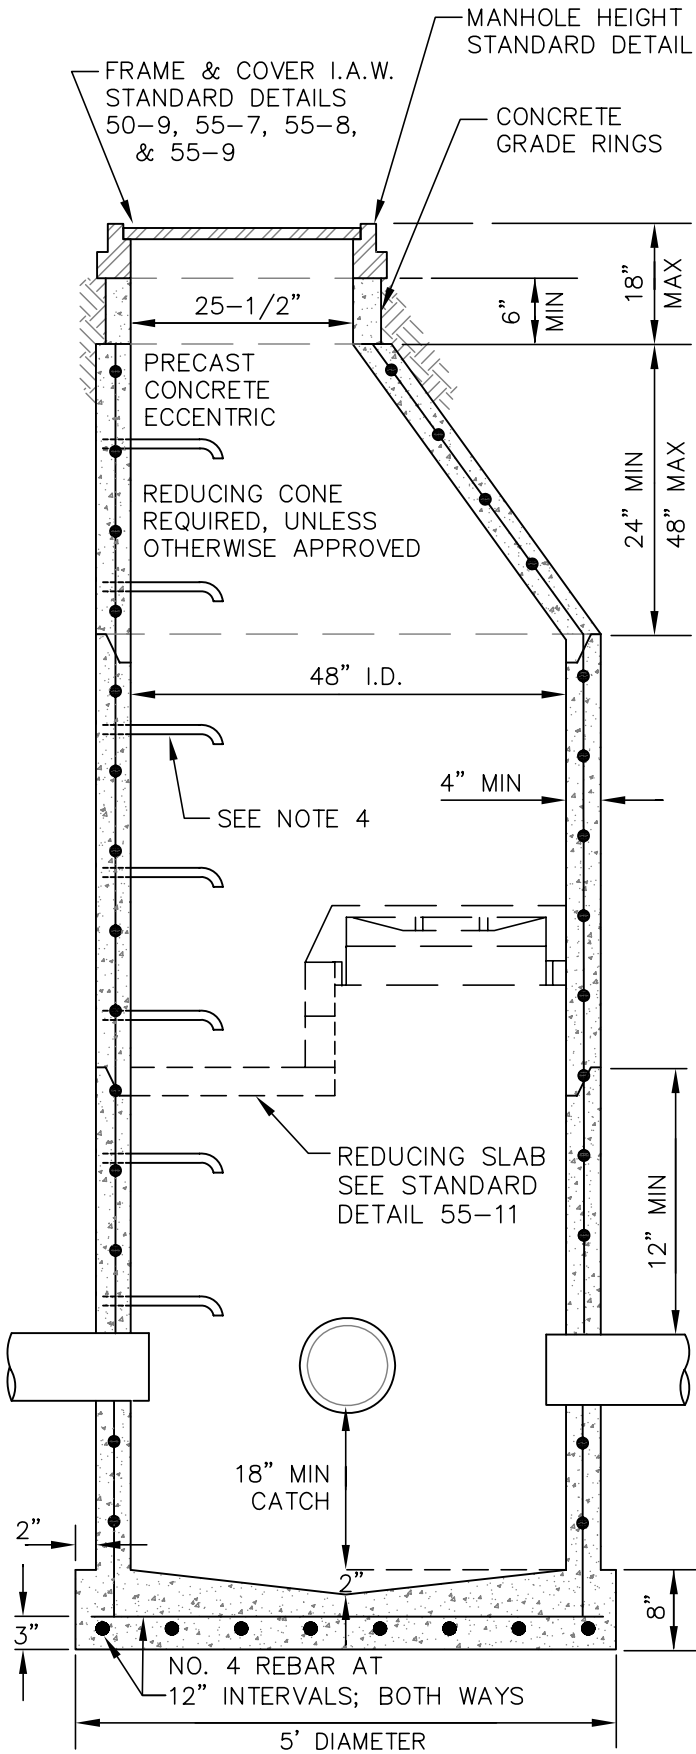 MANHOLE HEIGHT
STANDARD DETAIL
FRAME & COVER I.A.W.
STANDARD DETAILS
50-9, 55-7, 55-8,
& 55-9
CONCRETE
GRADE RINGS
25-1/2"
6"
MIN
18"
MAX
PRECAST
CONCRETE
ECCENTRIC
REDUCING CONE
REQUIRED, UNLESS
OTHERWISE APPROVED
24" MIN
48" MAX
48" I.D.
4" MIN
SEE NOTE 4
REDUCING SLAB
SEE STANDARD
DETAIL 55-11
12" MIN
18" MIN
CATCH
2"
2"
8"
3"
NO. 4 REBAR AT
12" INTERVALS; BOTH WAYS
5' DIAMETER